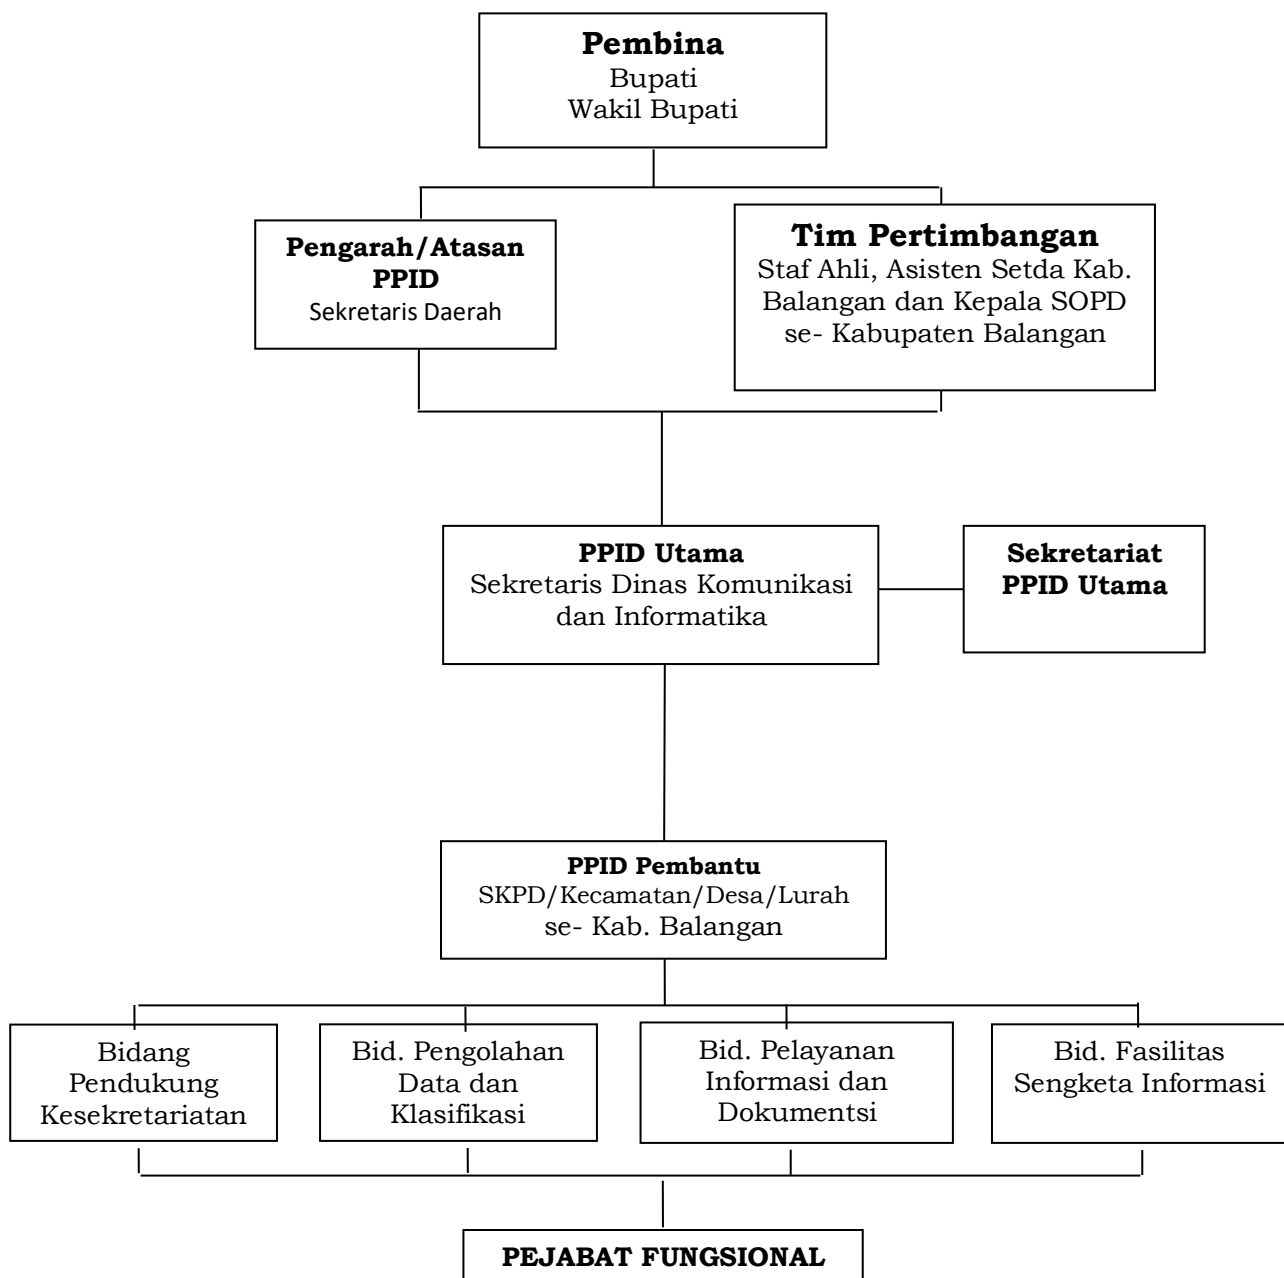 Pembina
Bupati
Wakil Bupati
Pengarah/Atasan
PPID
Sekretaris Daerah
Tim Pertimbangan
Staf Ahli, Asisten Setda Kab.
Balangan dan Kepala SOPD
se- Kabupaten Balangan
PPID Utama
Sekretaris Dinas Komunikasi
dan Informatika
Sekretariat
PPID Utama
PPID Pembantu
SKPD/Kecamatan/Desa/Lurah
se- Kab. Balangan
Bidang
Pendukung
Kesekretariatan
Bid. Pengolahan
Data dan
Klasifikasi
Bid. Pelayanan
Informasi dan
Dokumentsi
Bid. Fasilitas
Sengketa Informasi
PEJABAT FUNGSIONAL